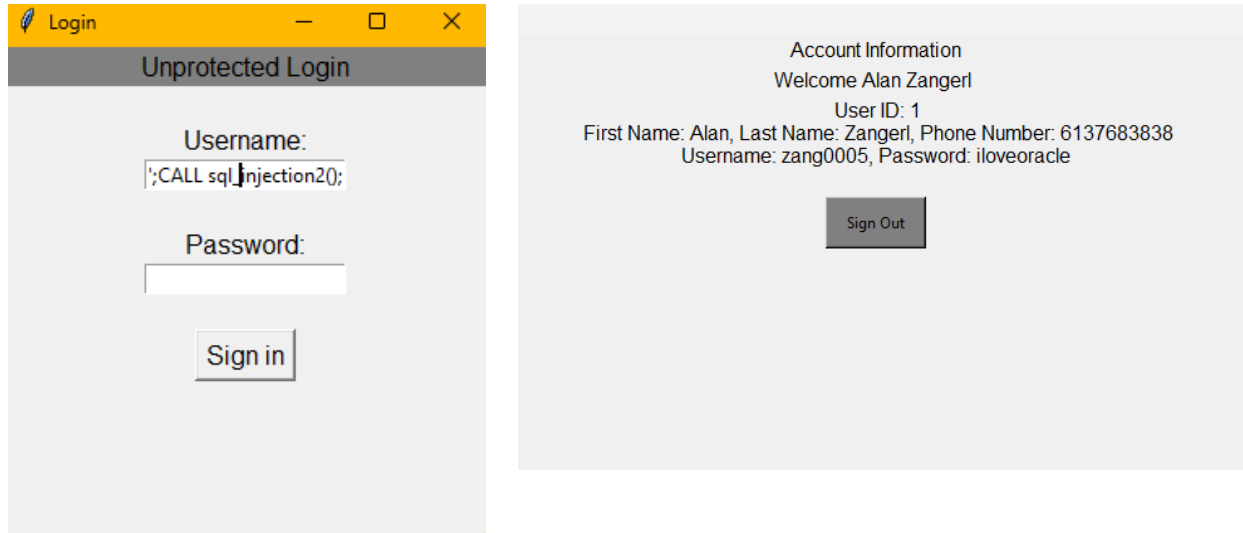 Login
Unprotected Login
Username:
';CALL sql_injection2();
Password:
Sign in
Account Information
Welcome Alan Zangerl
User ID: 1
First Name: Alan, Last Name: Zangerl, Phone Number: 6137683838
Username: zang0005, Password: iloveoracle
Sign Out